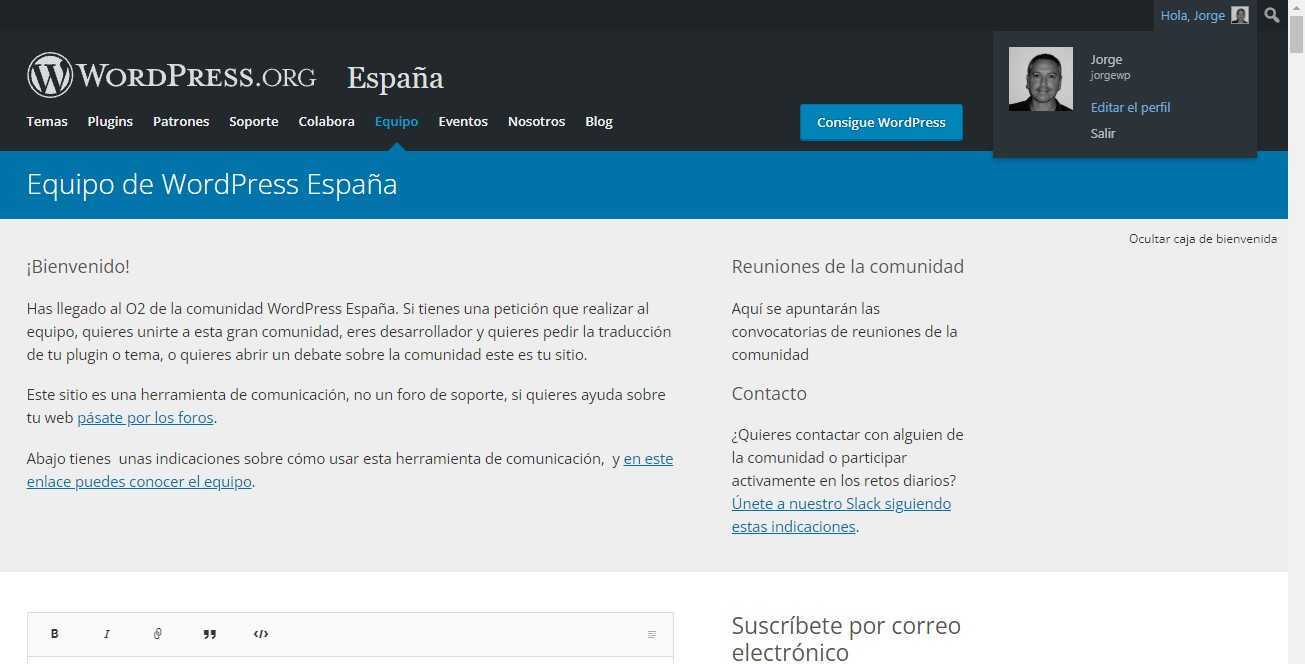 Hola, Jorge
Jorge
jorgewp
Editar el perfil
Salir
WORDPRESS.ORG España
Temas Plugins Patrones Soporte Colabora Equipo Eventos Nosotros Blog
Consigue WordPress
Equipo de WordPress España
Ocultar caja de bienvenida
¡Bienvenido!
Has llegado al O2 de la comunidad WordPress España. Si tienes una petición que realizar al
equipo, quieres unirte a esta gran comunidad, eres desarrollador y quieres pedir la traducción
de tu plugin o tema, o quieres abrir un debate sobre la comunidad este es tu sitio.
Este sitio es una herramienta de comunicación, no un foro de soporte, si quieres ayuda sobre
tu web pásate por los foros.
Abajo tienes unas indicaciones sobre cómo usar esta herramienta de comunicación, y en este
enlace puedes conocer el equipo.
Reuniones de la comunidad
Aquí se apuntarán las
convocatorias de reuniones de la
comunidad
Contacto
¿Quieres contactar con alguien de
la comunidad o participar
activamente en los retos diarios?
Únete a nuestro Slack siguiendo
estas indicaciones.
B I
Suscríbete por correo
electrónico